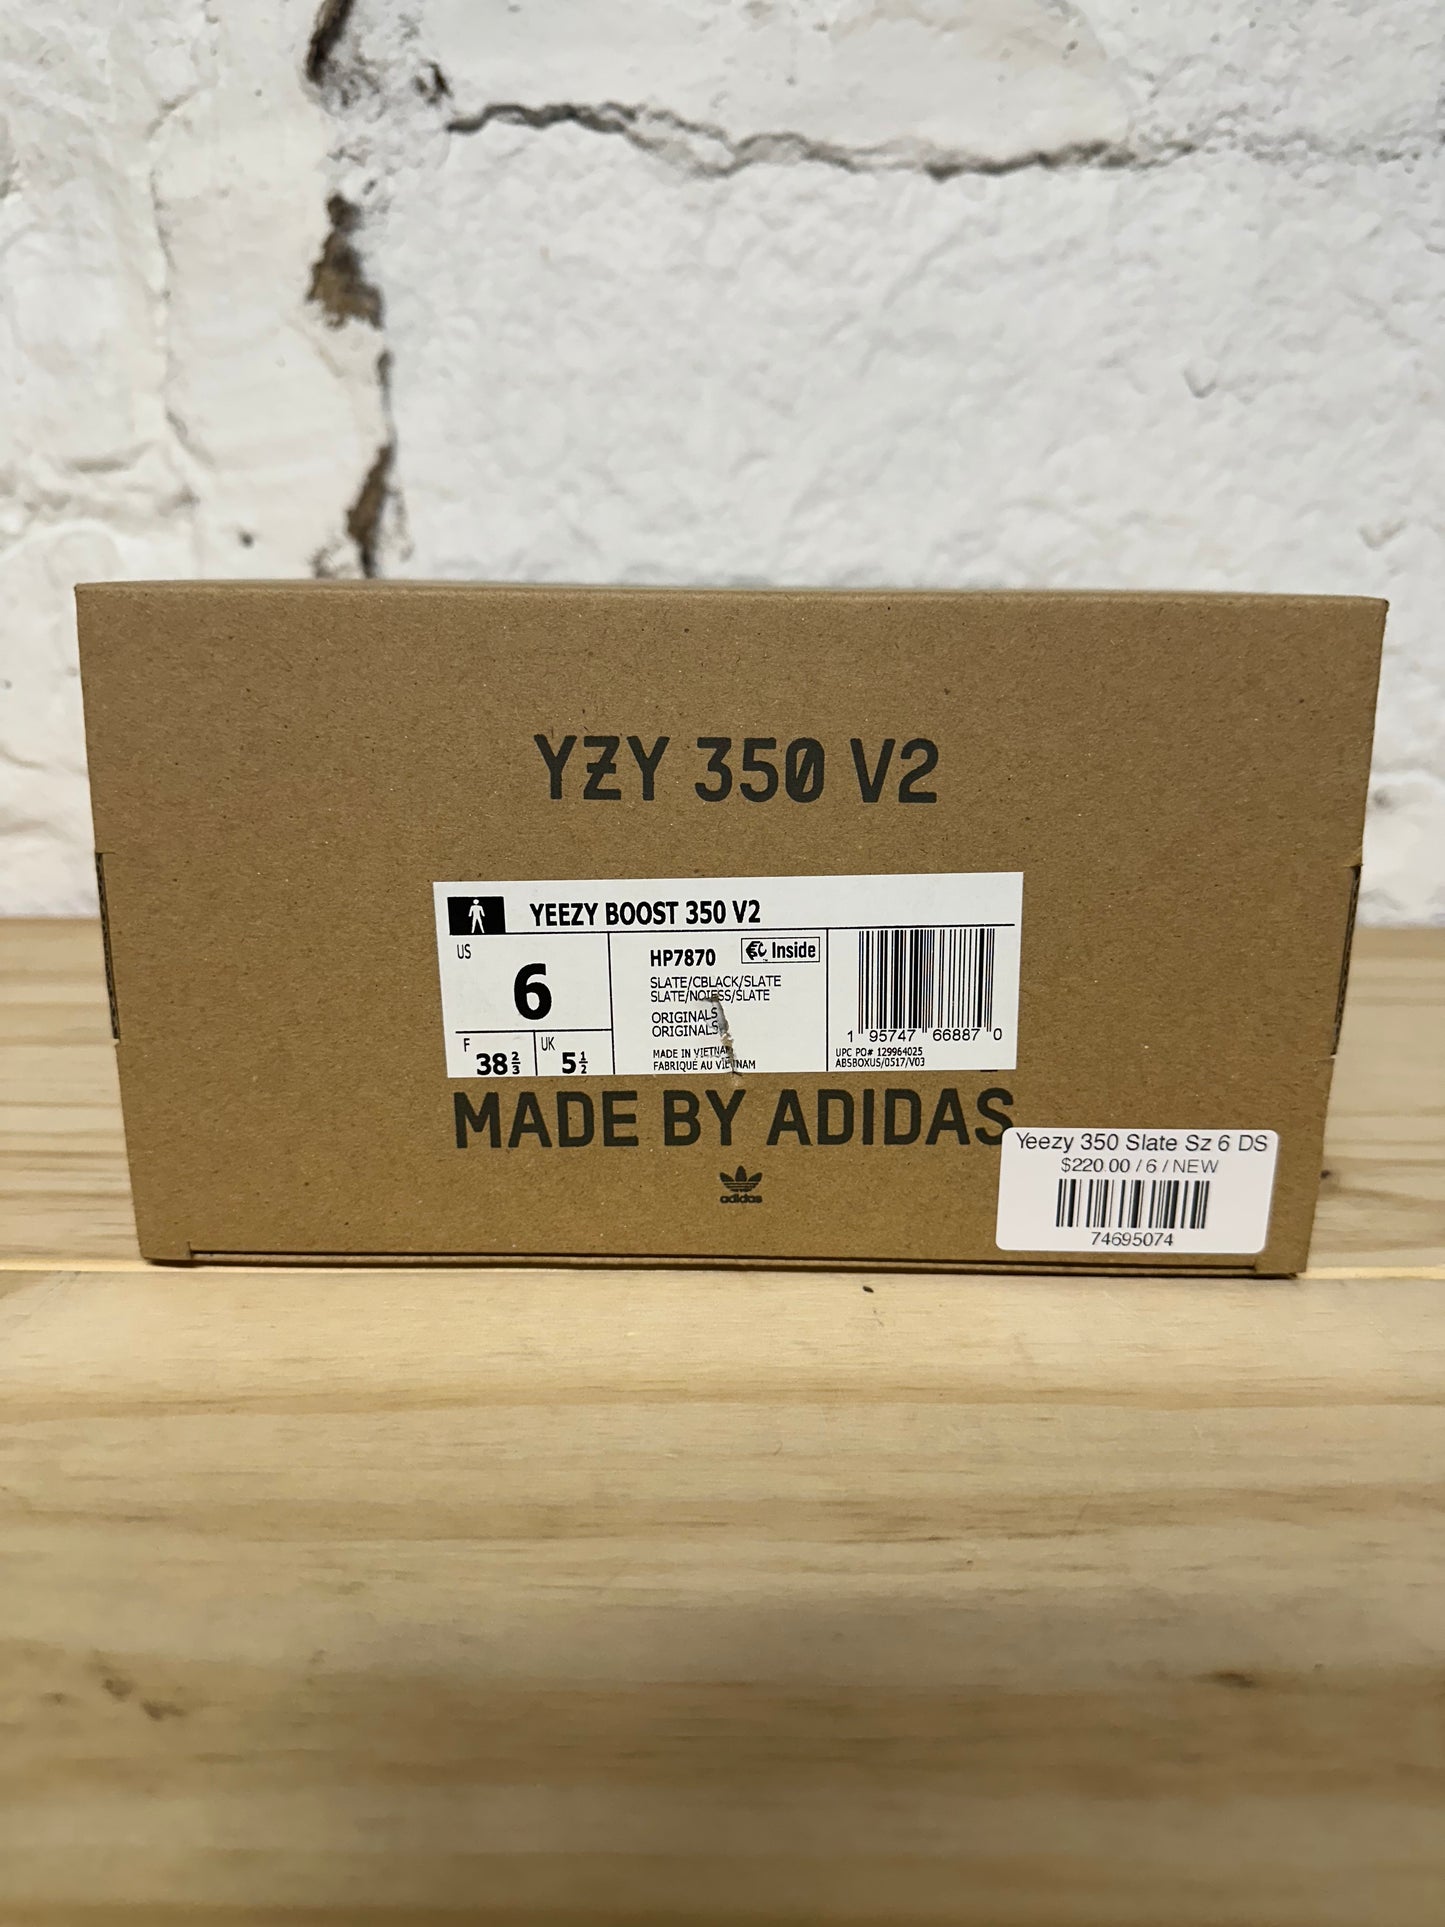 YZY 350 V2
YEEZY BOOST 350 V2
US
6
F
38 2/3
UK
5 1/2
HP7870
EC Inside
SLATE/CBLACK/SLATE
SLATE/NOIESS/SLATE
ORIGINALS
ORIGINALS
MADE IN VIETNAM
FABRIQUE AU VIETNAM
1 95747 66887 0
UPC PO# 129964025
ABSBOXUS/0517/V03
MADE BY ADIDAS
adidas
Yeezy 350 Slate Sz 6 DS
$220.00 / 6 / NEW
74695074